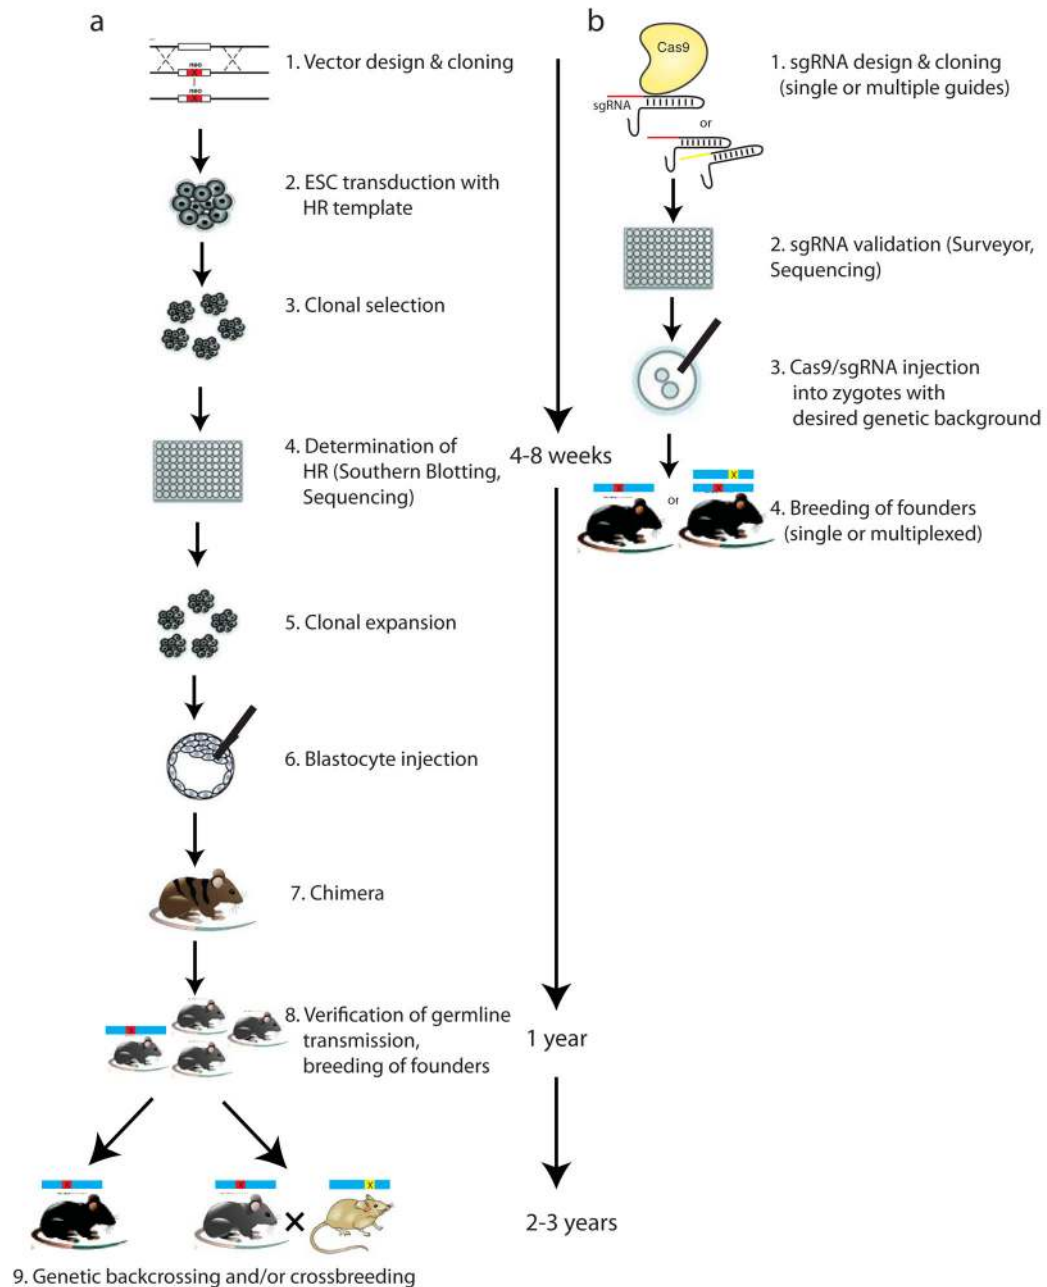 a
neo
X
neo
X
1. Vector design & cloning
2. ESC transduction with
HR template
3. Clonal selection
4. Determination of
HR (Southern Blotting,
Sequencing)
5. Clonal expansion
6. Blastocyte injection
7. Chimera
8. Verification of germline
transmission,
breeding of founders
X
X
X
9. Genetic backcrossing and/or crossbreeding
4-8 weeks
1 year
2-3 years
b
Cas9
sgRNA
or
1. sgRNA design & cloning
(single or multiple guides)
2. sgRNA validation (Surveyor,
Sequencing)
3. Cas9/sgRNA injection
into zygotes with
desired genetic background
X
or
X
X
4. Breeding of founders
(single or multiplexed)